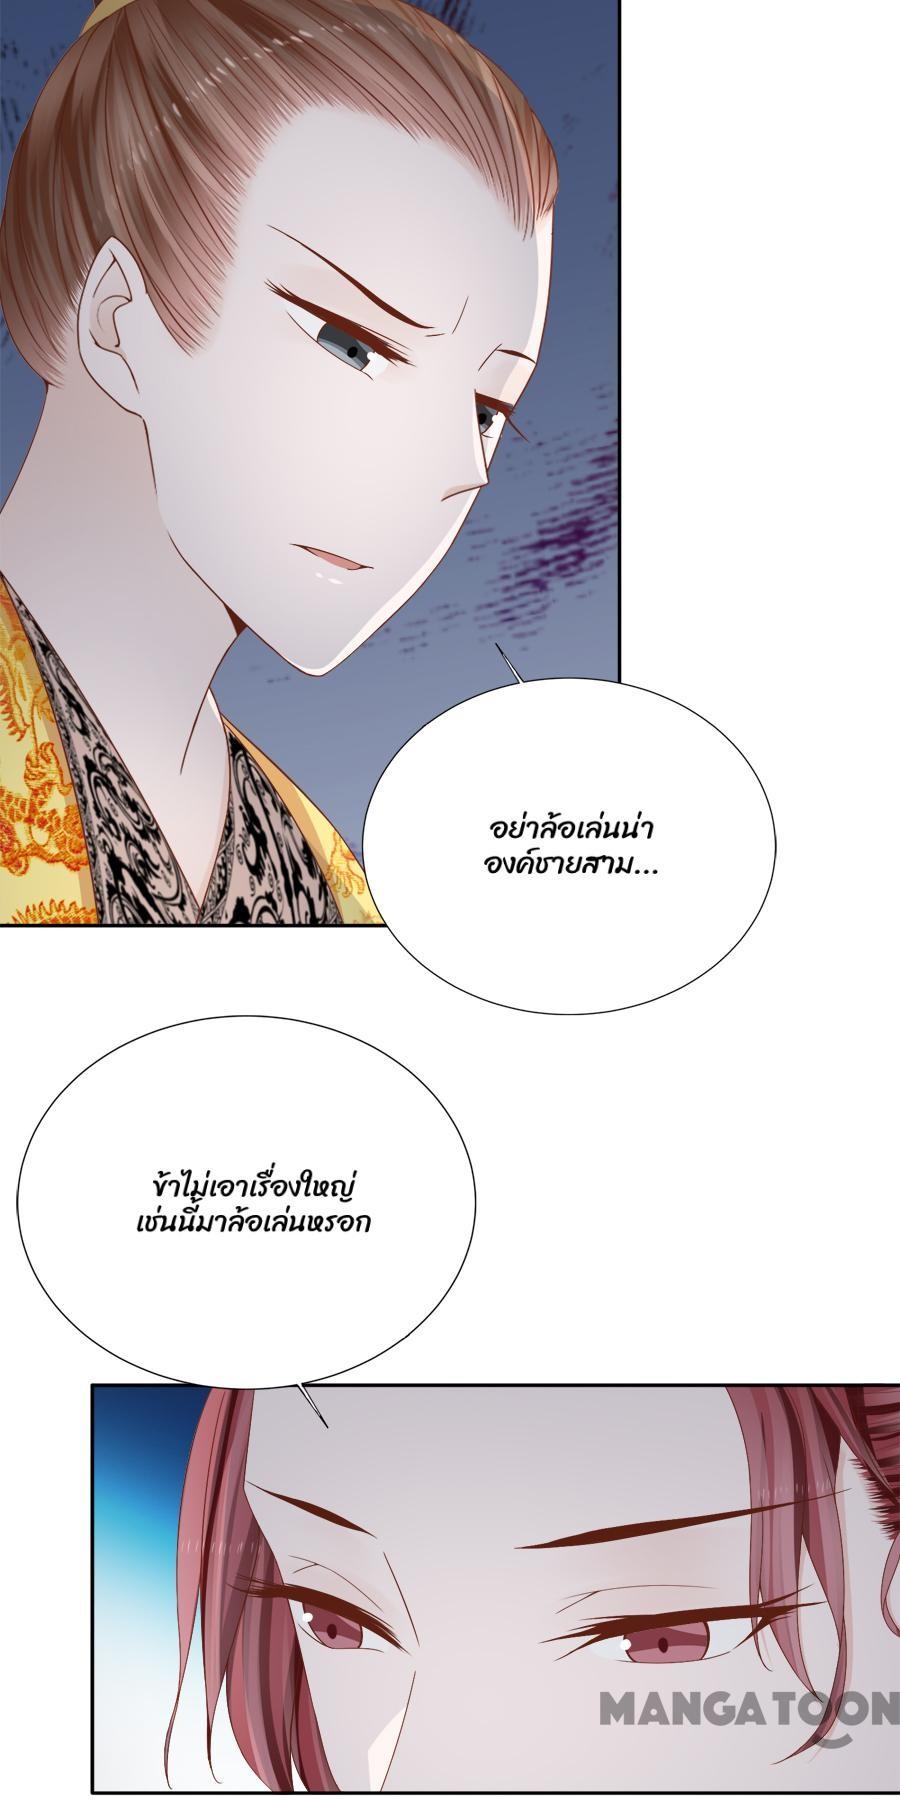 อย่าล้อเล่นน่า
องค์ชายสาม...
ข้าไม่เอาเรื่องใหญ่
เช่นนี้มาล้อเล่นหรอก
MANGATOON